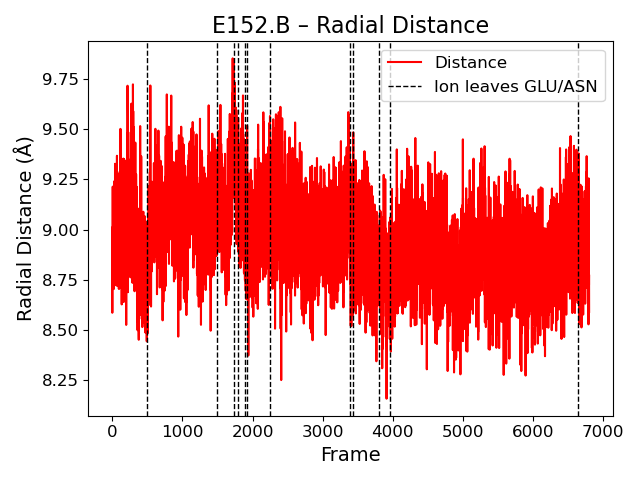 E152.B – Radial Distance
Radial Distance (Å)
9.75
9.50
9.25
9.00
8.75
8.50
8.25
Distance
Ion leaves GLU/ASN
0 1000 2000 3000 4000 5000 6000 7000
Frame